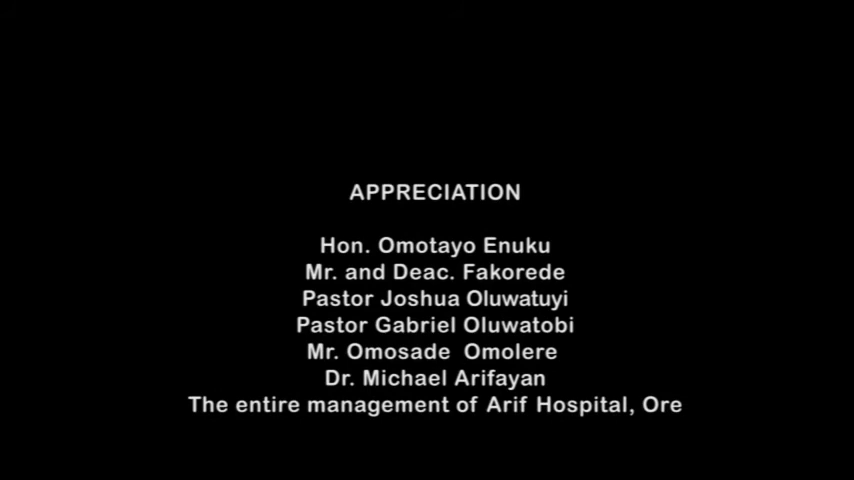 APPRECIATION
Hon. Omotayo Enuku
Mr. and Deac. Fakorede
Pastor Joshua Oluwatuyi
Pastor Gabriel Oluwatobi
Mr. Omosade  Omolere
Dr. Michael Arifayan
The entire management of Arif Hospital, Ore